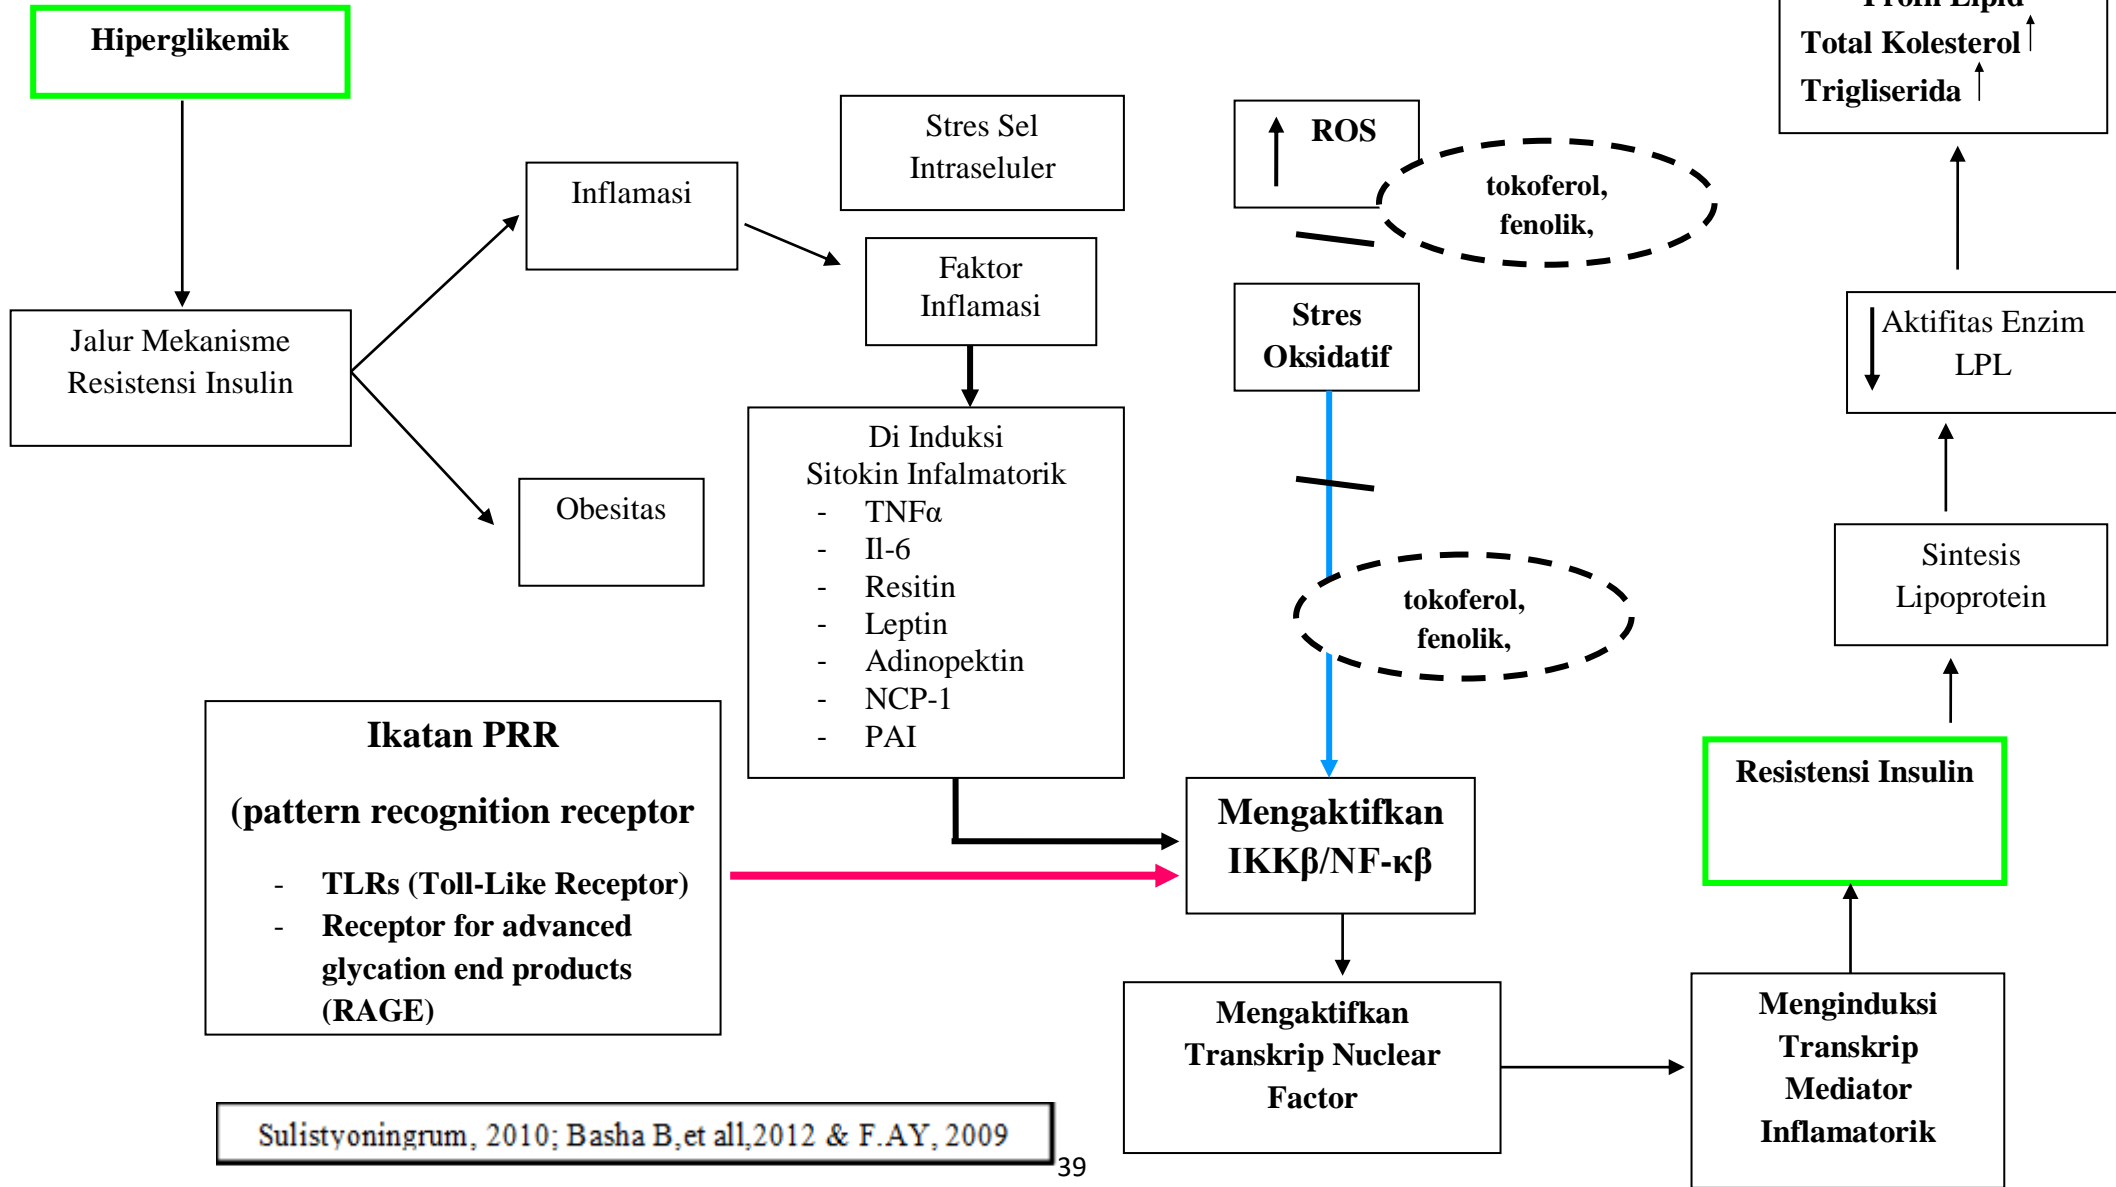 Hiperglikemik
Profil Lipid
Total Kolesterol
Trigliserida
Stres Sel
Intraseluler
ROS
tokoferol,
fenolik,
Inflamasi
Faktor
Inflamasi
Stres
Oksidatif
Aktifitas Enzim
LPL
Jalur Mekanisme
Resistensi Insulin
Di Induksi
Sitokin Infalmatorik
- TNFα
- Il-6
- Resitin
- Leptin
- Adinopektin
- NCP-1
- PAI
Obesitas
Sintesis
Lipoprotein
tokoferol,
fenolik,
Ikatan PRR
(pattern recognition receptor
- TLRs (Toll-Like Receptor)
- Receptor for advanced
glycation end products
(RAGE)
Mengaktifkan
IKKβ/NF-κβ
Resistensi Insulin
Mengaktifkan
Transkrip Nuclear
Factor
Menginduksi
Transkrip
Mediator
Inflamatorik
Sulistyoningrum, 2010; Basha B,et all,2012 & F.AY, 2009
39